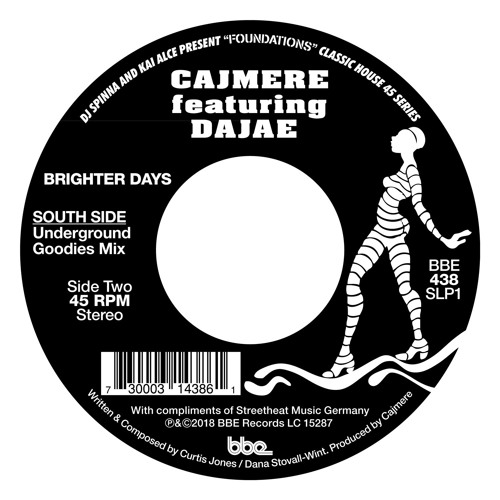 DJ SPINNA AND KAI ALCE PRESENT "FOUNDATIONS" CLASSIC HOUSE 45 SERIES
CAJMERE
featuring
DAJAE
BRIGHTER DAYS
SOUTH SIDE
Underground
Goodies Mix
Side Two
45 RPM
Stereo
BBE
438
SLP1
7 30003 14386 1
With compliments of Streetheat Music Germany
℗&©2018 BBE Records LC 15287
bbe
Written & Composed by Curtis Jones / Dana Stovall-Wint. Produced by Cajmere